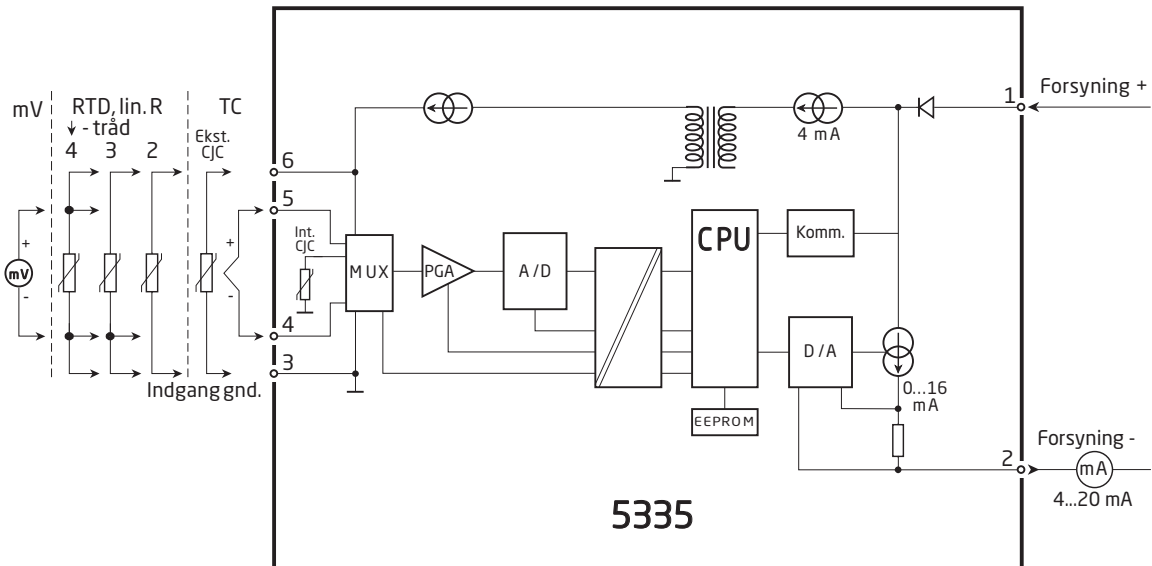 mV
RTD, lin. R
- tråd
4 3 2
TC
Ekst.
CJC
+
-
mV
+
-
Indgang gnd.
6
5
4
3
Int.
CJC
MUX
PGA
A/D
CPU
EEPROM
Komm.
D/A
4 mA
0...16
mA
1
Forsyning +
2
Forsyning -
mA
4...20 mA
5335